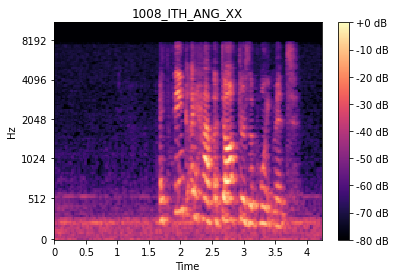 1008_ITH_ANG_XX
+0 dB
8192
-10 dB
4096
-20 dB
-30 dB
2048
Hz
-40 dB
1024
-50 dB
512
-60 dB
-70 dB
0
-80 dB
0 0.5 1 1.5 2 2.5 3 3.5 4
Time